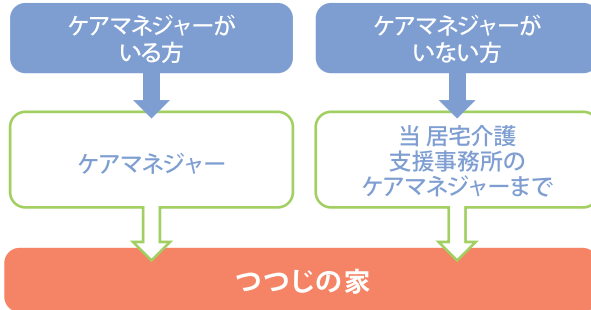 ケアマネジャーが
いる方
ケアマネジャーが
いない方
ケアマネジャー
当 居宅介護
支援事務所の
ケアマネジャーまで
つつじの家